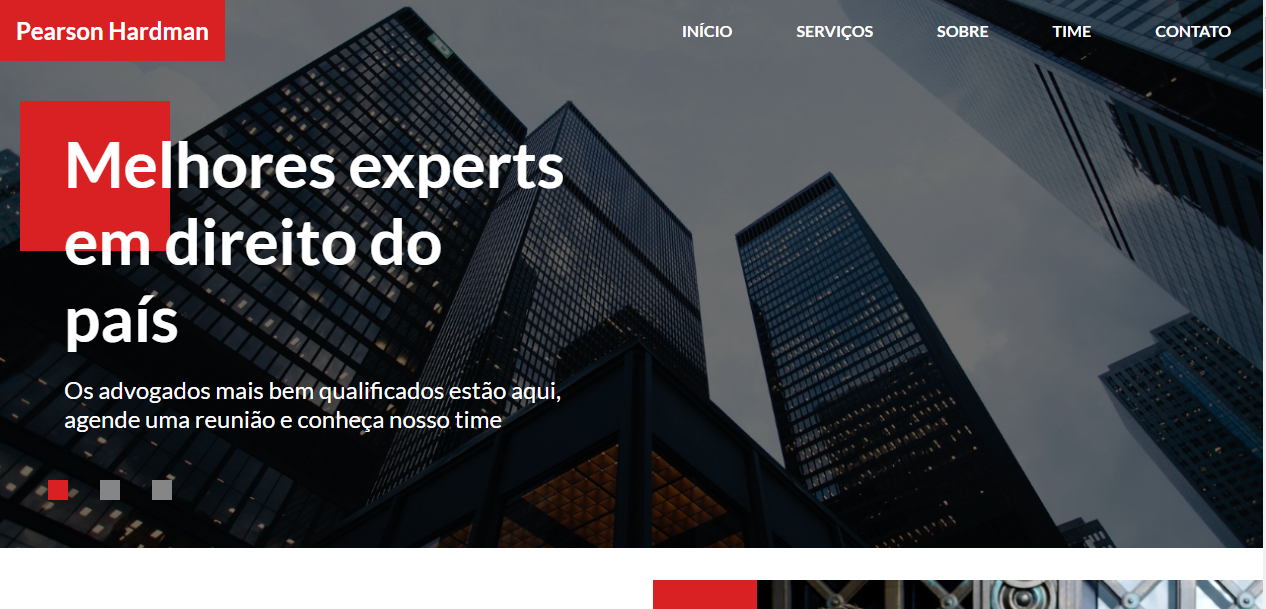 Pearson Hardman
INÍCIO SERVIÇOS SOBRE TIME CONTATO
Melhores experts
em direito do
país
Os advogados mais bem qualificados estão aqui,
agende uma reunião e conheça nosso time